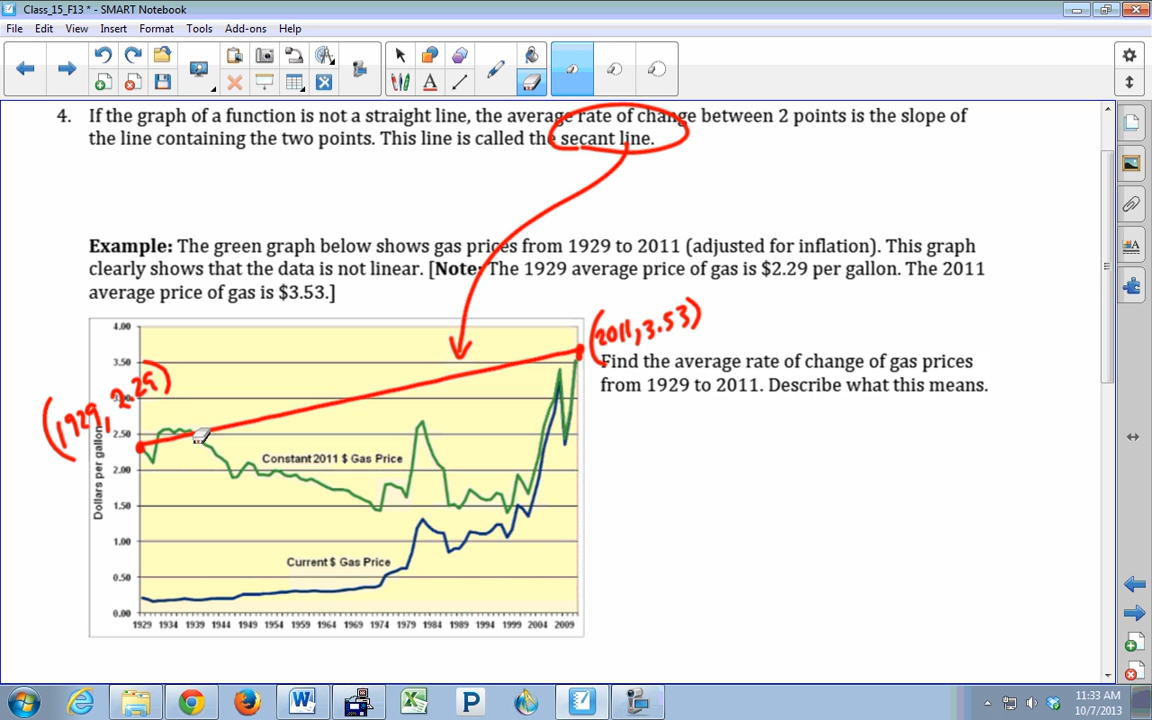 Class_15_F13 * - SMART Notebook
File Edit View Insert Format Tools Add-ons Help
4. If the graph of a function is not a straight line, the average rate of change between 2 points is the slope of
the line containing the two points. This line is called the secant line.
Example: The green graph below shows gas prices from 1929 to 2011 (adjusted for inflation). This graph
clearly shows that the data is not linear. [Note: The 1929 average price of gas is $2.29 per gallon. The 2011
average price of gas is $3.53.]
(2011, 3.53)
Find the average rate of change of gas prices
from 1929 to 2011. Describe what this means.
(1929, 2.29)
4.00
3.50
3.00
2.50
2.00
1.50
1.00
0.50
0.00
Dollars per gallon
Constant 2011 $ Gas Price
Current $ Gas Price
1929 1934 1939 1944 1949 1954 1959 1964 1969 1974 1979 1984 1989 1994 1999 2004 2009
11:33 AM
10/7/2013